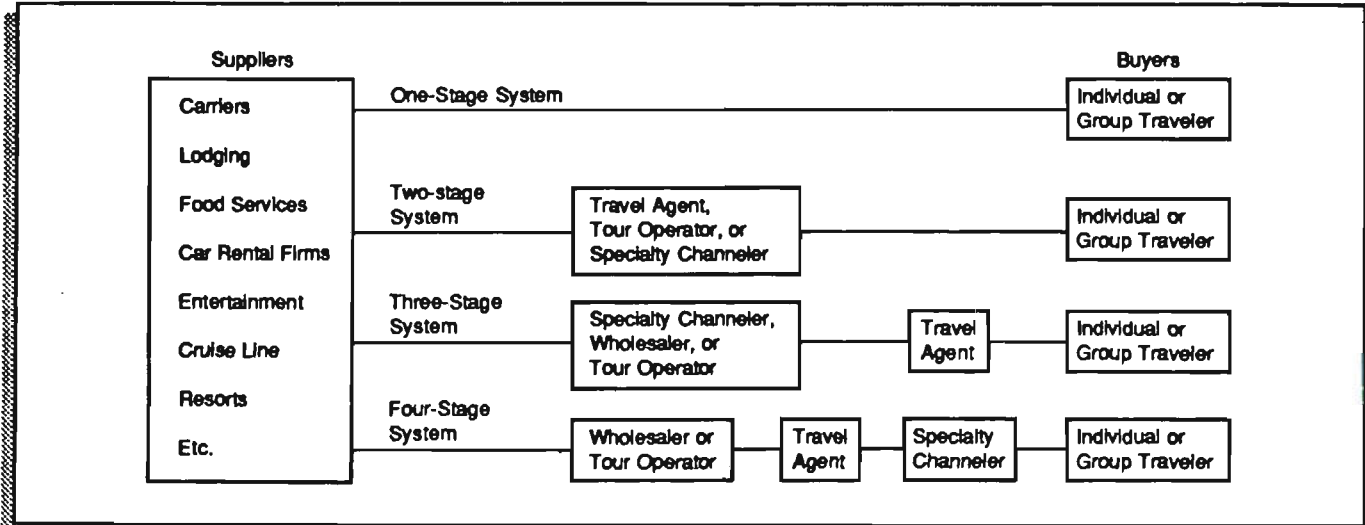 Suppliers
Buyers
Carriers
Lodging
Food Services
Car Rental Firms
Entertainment
Cruise Line
Resorts
Etc.
One-Stage System
Individual or
Group Traveler
Two-stage
System
Travel Agent,
Tour Operator, or
Specialty Channeler
Individual or
Group Traveler
Three-Stage
System
Specialty Channeler,
Wholesaler, or
Tour Operator
Travel
Agent
Individual or
Group Traveler
Four-Stage
System
Wholesaler or
Tour Operator
Travel
Agent
Specialty
Channeler
Individual or
Group Traveler